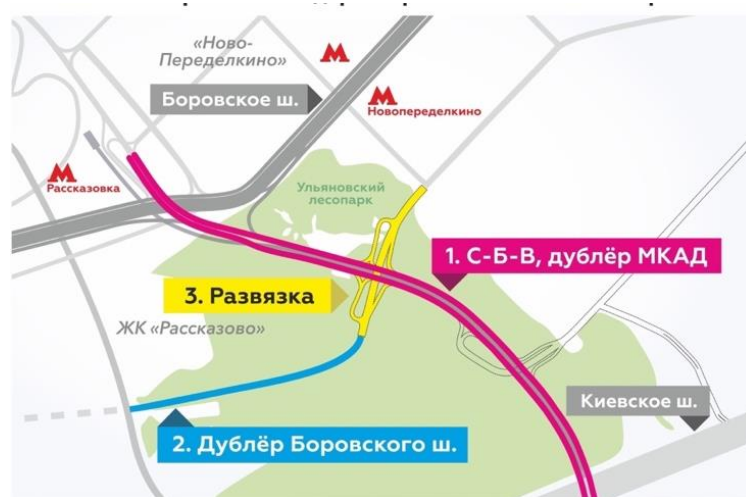 «Ново-
Переделкино»
М
Боровское ш.
М
Новопеределкино
М
Рассказовка
Ульяновский
лесопарк
1. С-Б-В, дублёр МКАД
3. Развязка
ЖК «Рассказово»
Киевское ш.
2. Дублёр Боровского ш.